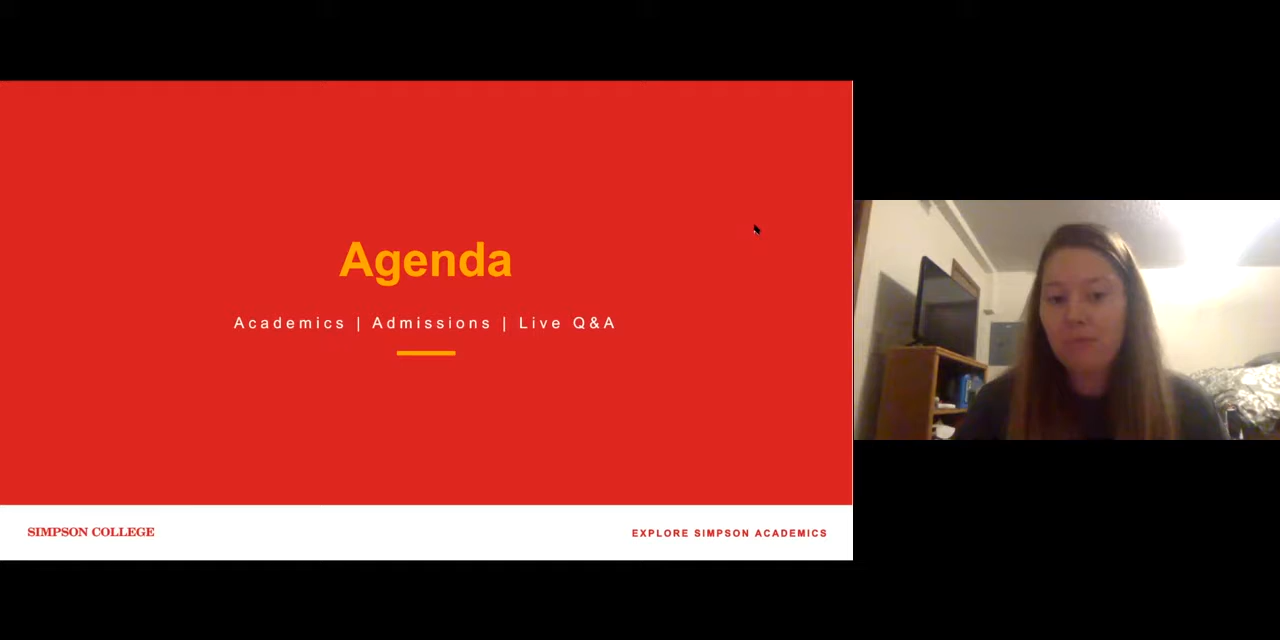 Agenda
Academics | Admissions | Live Q&A
SIMPSON COLLEGE
EXPLORE SIMPSON ACADEMICS